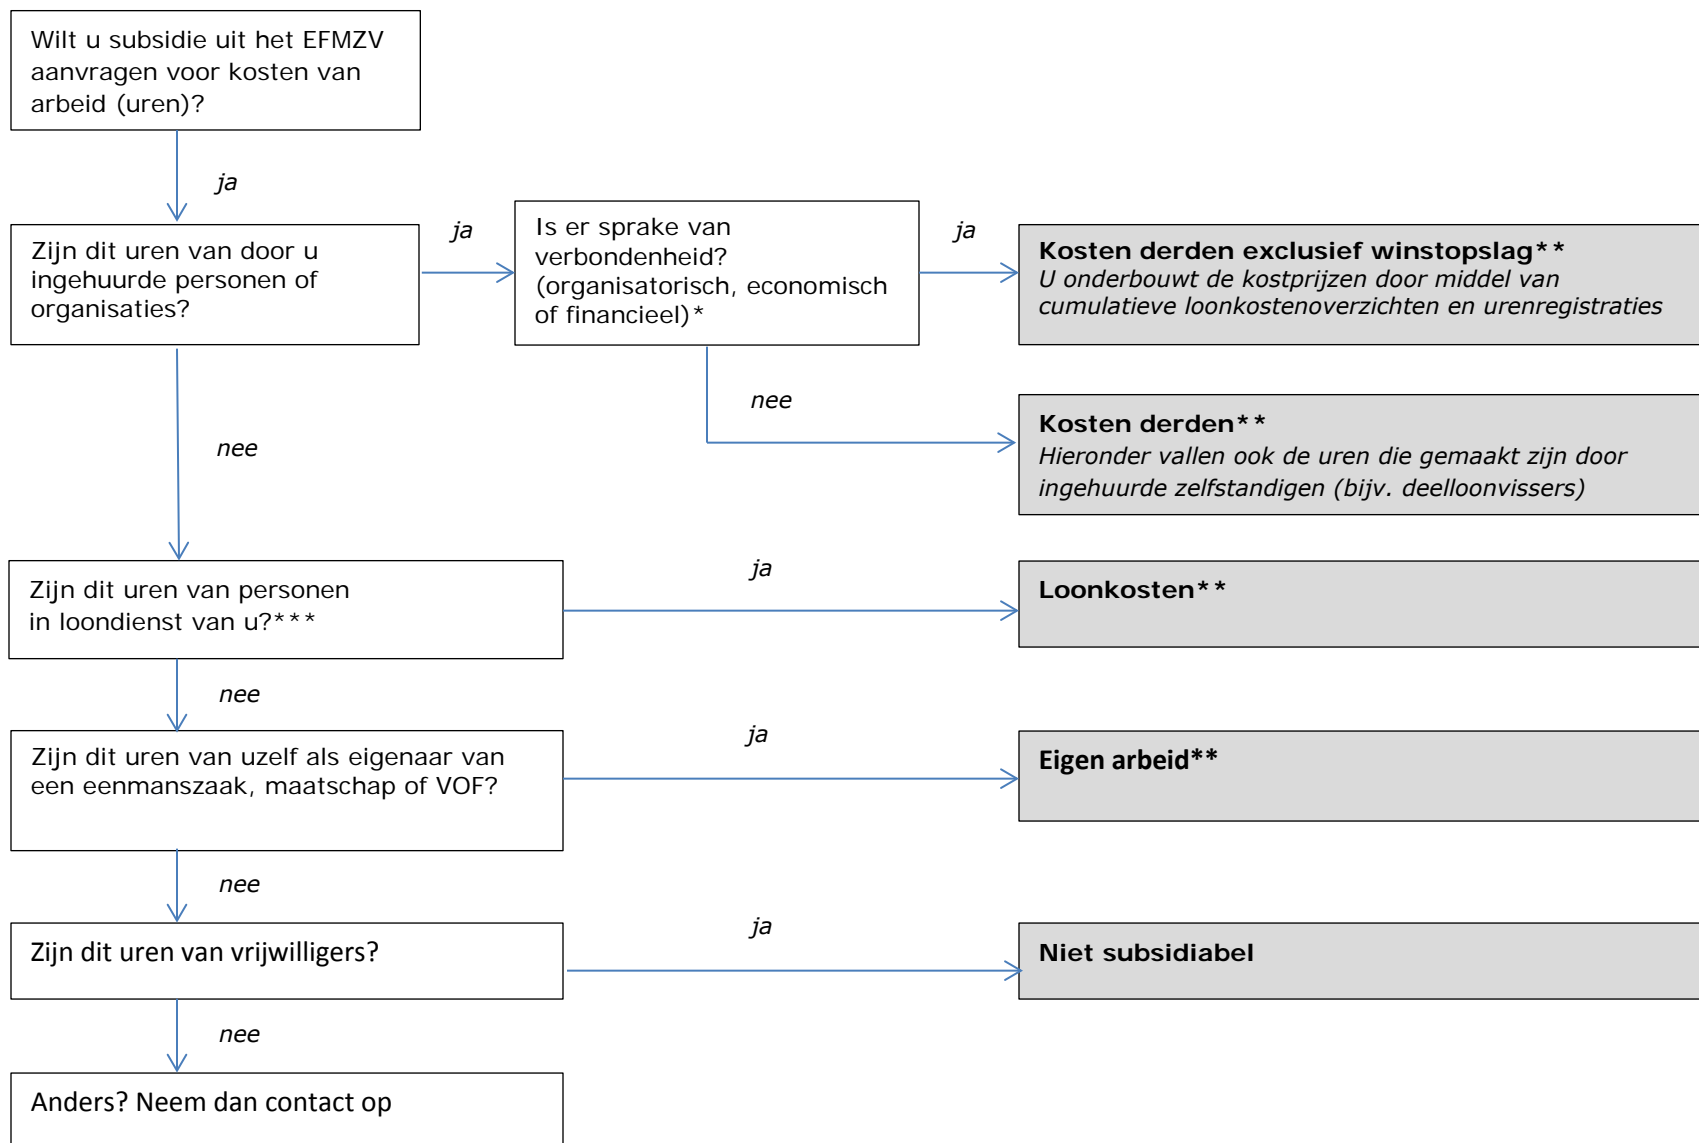 Wilt u subsidie uit het EFMZV
aanvragen voor kosten van
arbeid (uren)?
ja
Zijn dit uren van door u
ingehuurde personen of
organisaties?
ja
Is er sprake van
verbondenheid?
(organisatorisch, economisch
of financieel)*
ja
Kosten derden exclusief winstopslag**
U onderbouwt de kostprijzen door middel van
cumulatieve loonkostenoverzichten en urenregistraties
nee
Kosten derden**
Hieronder vallen ook de uren die gemaakt zijn door
ingehuurde zelfstandigen (bijv. deelloonvissers)
nee
Zijn dit uren van personen
in loondienst van u?***
ja
Loonkosten**
nee
Zijn dit uren van uzelf als eigenaar van
een eenmanszaak, maatschap of VOF?
ja
Eigen arbeid**
nee
Zijn dit uren van vrijwilligers?
ja
Niet subsidiabel
nee
Anders? Neem dan contact op